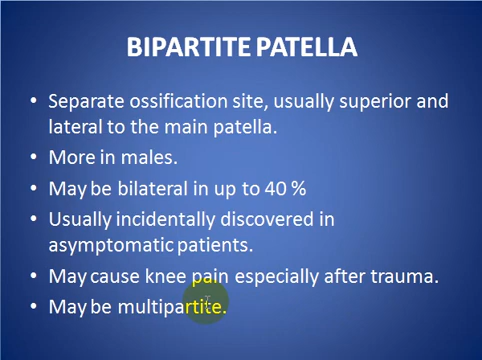 BIPARTITE PATELLA
• Separate ossification site, usually superior and
lateral to the main patella.
• More in males.
• May be bilateral in up to 40 %
• Usually incidentally discovered in
asymptomatic patients.
• May cause knee pain especially after trauma.
• May be multipartite.